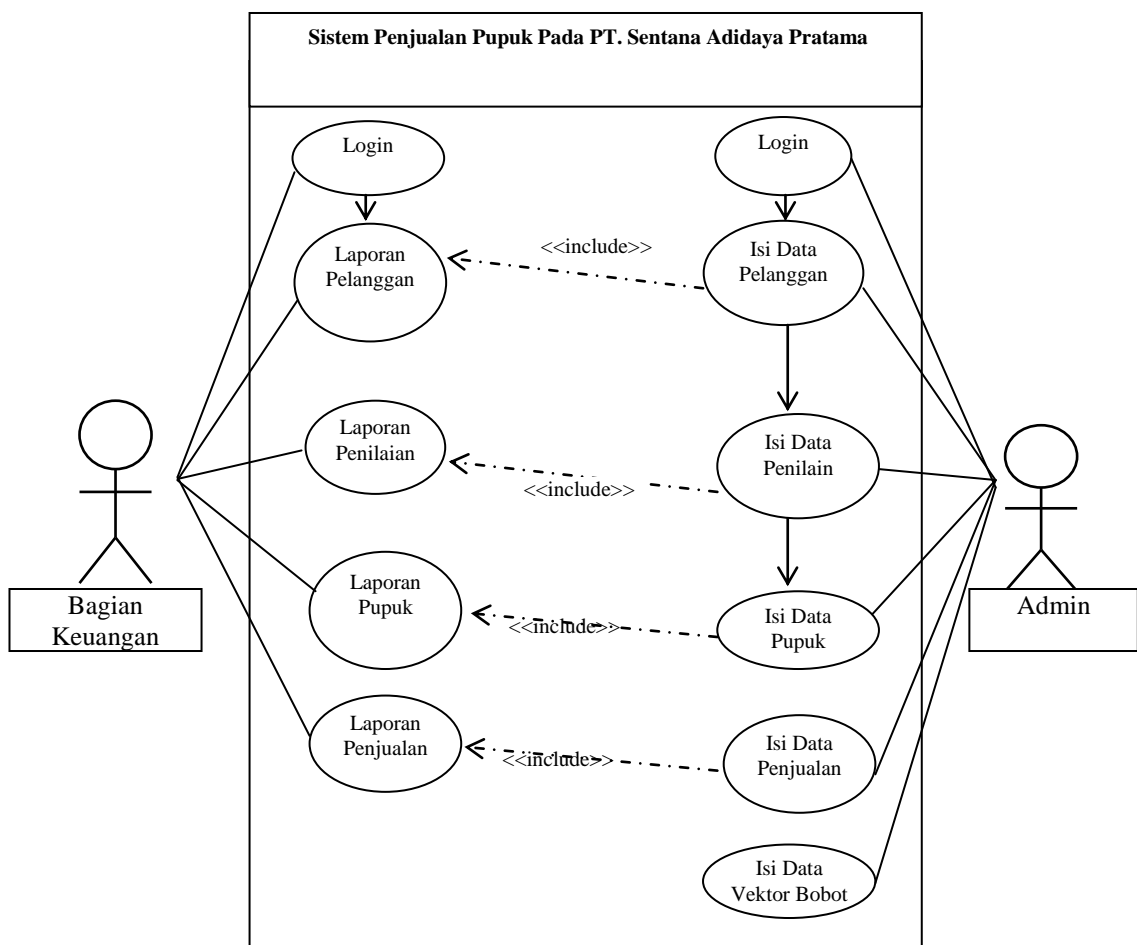 Sistem Penjualan Pupuk Pada PT. Sentana Adidaya Pratama
Login
Login
Laporan
Pelanggan
<<include>>
Isi Data
Pelanggan
Laporan
Penilaian
<<include>>
Isi Data
Penilain
Bagian
Keuangan
Laporan
Pupuk
<<include>>
Isi Data
Pupuk
Admin
Laporan
Penjualan
<<include>>
Isi Data
Penjualan
Isi Data
Vektor Bobot